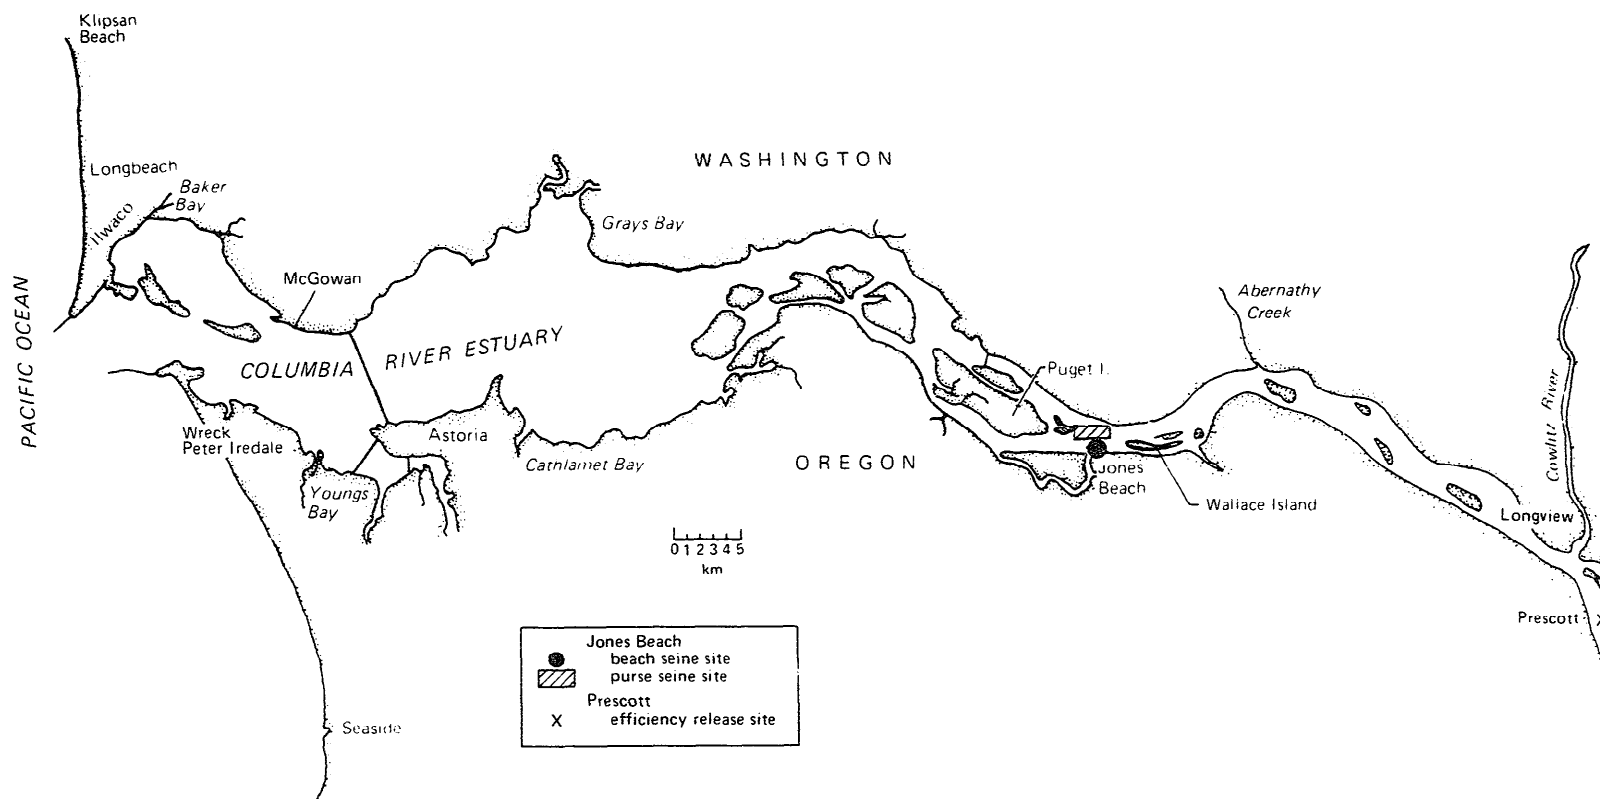 Klipsan
Beach
WASHINGTON
Longbeach
Baker
Bay
Ilwaco
Grays Bay
McGowan
Abernathy
Creek
PACIFIC OCEAN
COLUMBIA RIVER ESTUARY
Puget I.
Cowlitz River
Wreck
Peter Iredale
Astoria
Cathlamet Bay
OREGON
Jones
Beach
Youngs
Bay
Wallace Island
Longview
0 1 2 3 4 5
km
Prescott X
Jones Beach
beach seine site
purse seine site
Prescott
X efficiency release site
Seaside